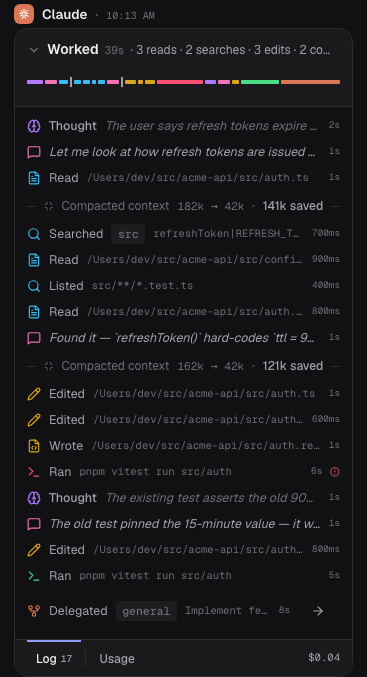 Claude · 10:13 AM
Worked 39s · 3 reads · 2 searches · 3 edits · 2 co…
Thought The user says refresh tokens expire … 2s
Let me look at how refresh tokens are issued … 1s
Read /Users/dev/src/acme-api/src/auth.ts 1s
Compacted context 182k → 42k · 141k saved
Searched src refreshToken|REFRESH_T… 700ms
Read /Users/dev/src/acme-api/src/confi… 900ms
Listed src/**/*.test.ts 400ms
Read /Users/dev/src/acme-api/src/auth.… 800ms
Found it — `refreshToken()` hard-codes `ttl = 9… 1s
Compacted context 162k → 42k · 121k saved
Edited /Users/dev/src/acme-api/src/auth.ts 1s
Edited /Users/dev/src/acme-api/src/auth… 600ms
Wrote /Users/dev/src/acme-api/src/auth.re… 1s
Ran pnpm vitest run src/auth 6s
Thought The existing test asserts the old 90… 1s
The old test pinned the 15-minute value — it w… 1s
Edited /Users/dev/src/acme-api/src/auth… 800ms
Ran pnpm vitest run src/auth 5s
Delegated general Implement fe… 8s →
Log 17 Usage $0.04